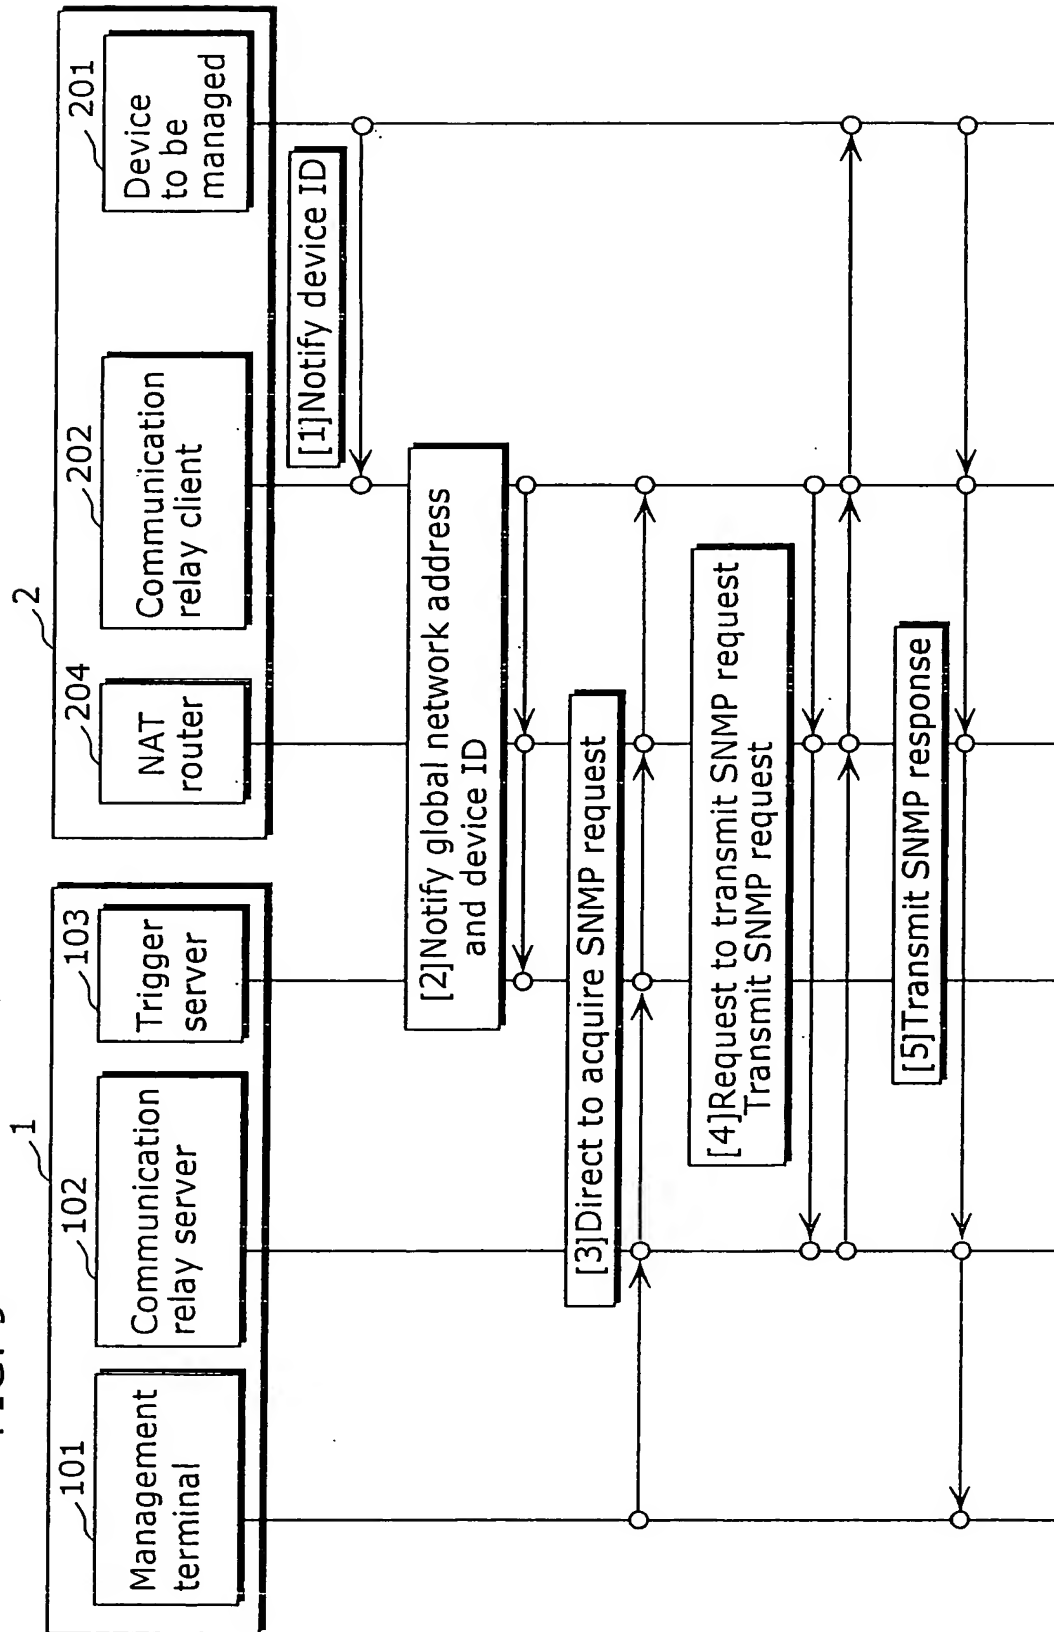 1
2
101
Management
terminal
102
Communication
relay server
103
Trigger
server
204
NAT
router
202
Communication
relay client
201
Device
to be
managed
[1]Notify device ID
[2]Notify global network address
and device ID
[3]Direct to acquire SNMP request
[4]Request to transmit SNMP request
Transmit SNMP request
[5]Transmit SNMP response